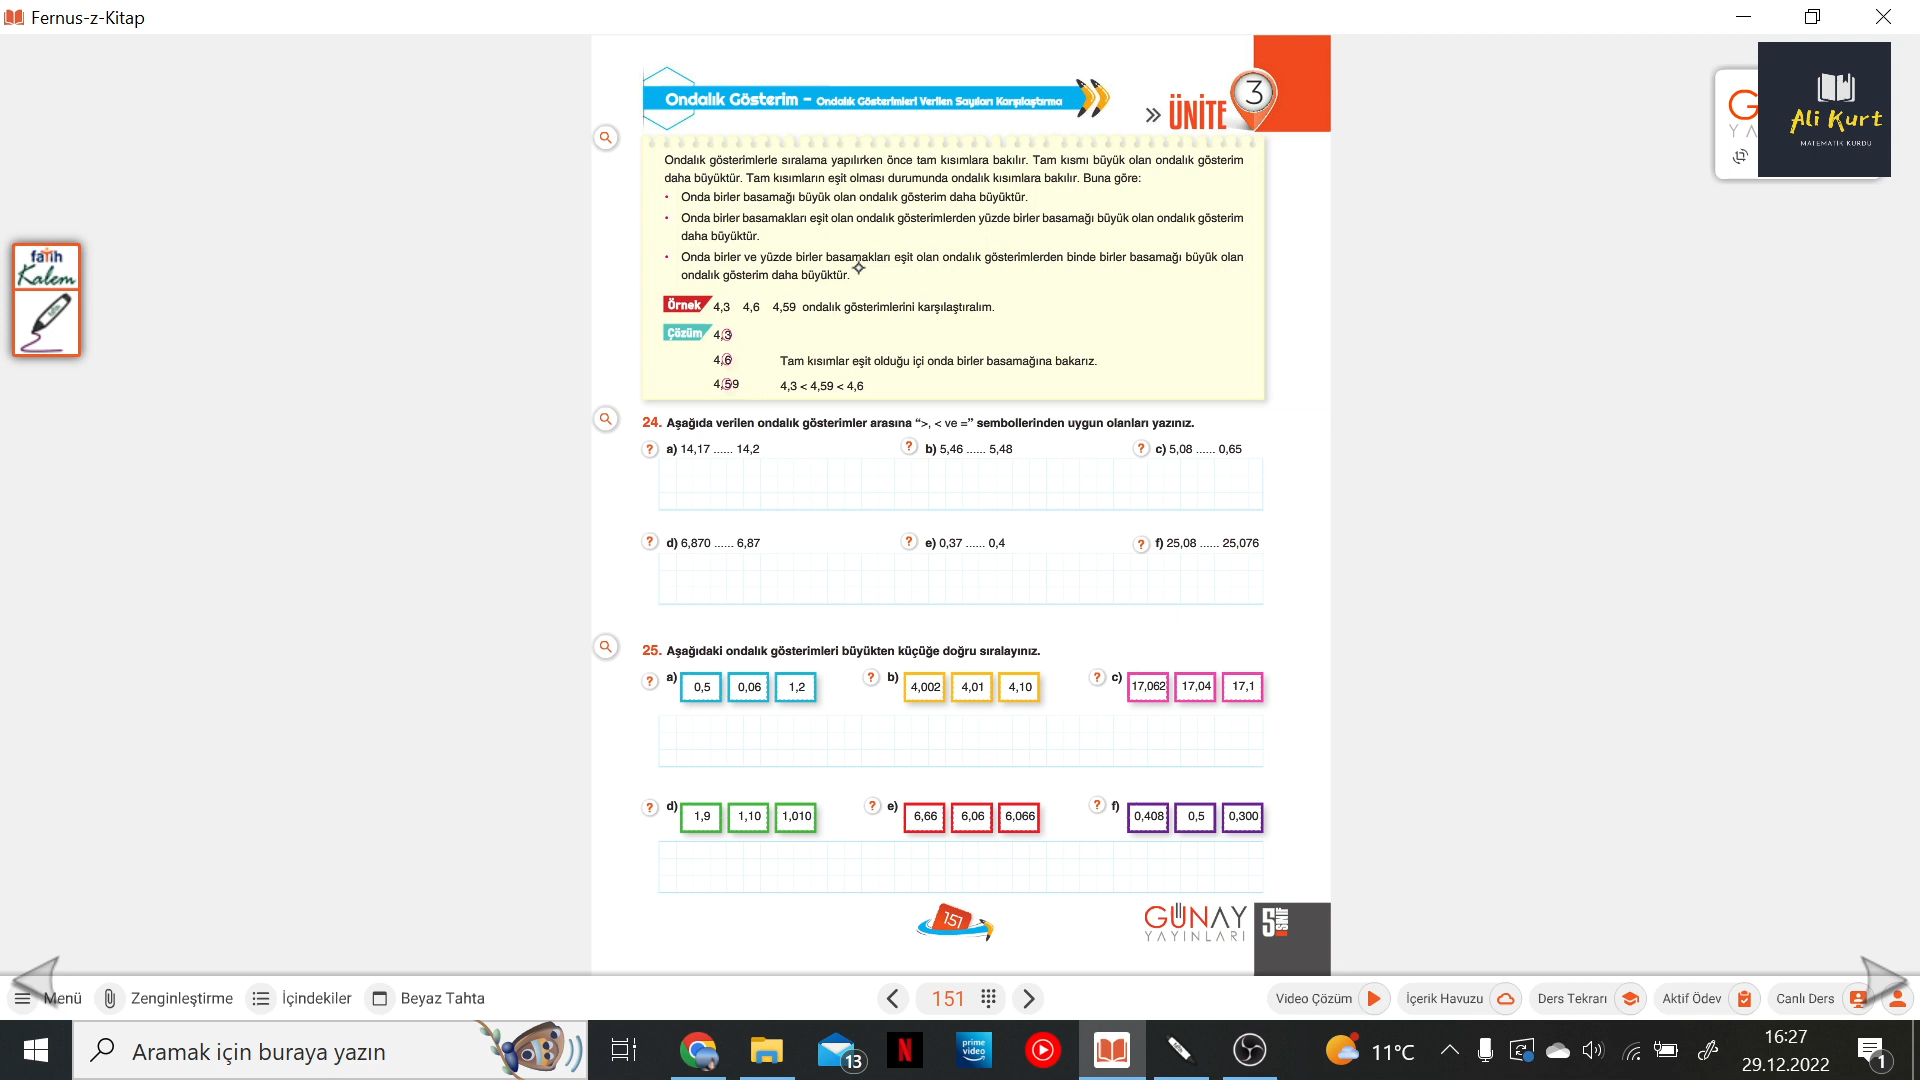 Fernus-z-Kitap
Ondalık Gösterim - Ondalık Gösterimleri Verilen Sayıları Karşılaştırma
ÜNİTE
3
G
YA
Ali Kurt
MATEMATİK KURDU
Ondalık gösterimlerle sıralama yapılırken önce tam kısımlara bakılır. Tam kısmı büyük olan ondalık gösterim
daha büyüktür. Tam kısımların eşit olması durumunda ondalık kısımlara bakılır. Buna göre:
• Onda birler basamağı büyük olan ondalık gösterim daha büyüktür.
• Onda birler basamakları eşit olan ondalık gösterimlerden yüzde birler basamağı büyük olan ondalık gösterim
daha büyüktür.
• Onda birler ve yüzde birler basamakları eşit olan ondalık gösterimlerden binde birler basamağı büyük olan
ondalık gösterim daha büyüktür.
fatih
Kalem
Örnek 4,3 4,6 4,59 ondalık gösterimlerini karşılaştıralım.
Çözüm 4,3
4,6 Tam kısımlar eşit olduğu içi onda birler basamağına bakarız.
4,59 4,3 < 4,59 < 4,6
24. Aşağıda verilen ondalık gösterimler arasına “>, < ve =” sembollerinden uygun olanları yazınız.
? a) 14,17 ...... 14,2 ? b) 5,46 ...... 5,48 ? c) 5,08 ...... 0,65
? d) 6,870 ...... 6,87 ? e) 0,37 ...... 0,4 ? f) 25,08 ...... 25,076
25. Aşağıdaki ondalık gösterimleri büyükten küçüğe doğru sıralayınız.
? a) 0,5 0,06 1,2 ? b) 4,002 4,01 4,10 ? c) 17,062 17,04 17,1
? d) 1,9 1,10 1,010 ? e) 6,66 6,06 6,066 ? f) 0,408 0,5 0,300
151
GÜNAY
YAYINLARI
5. SINIF
Menü Zenginleştirme İçindekiler Beyaz Tahta 151 Video Çözüm İçerik Havuzu Ders Tekrarı Aktif Ödev Canlı Ders
Aramak için buraya yazın
13
N
prime
video
11°C
16:27
29.12.2022
1